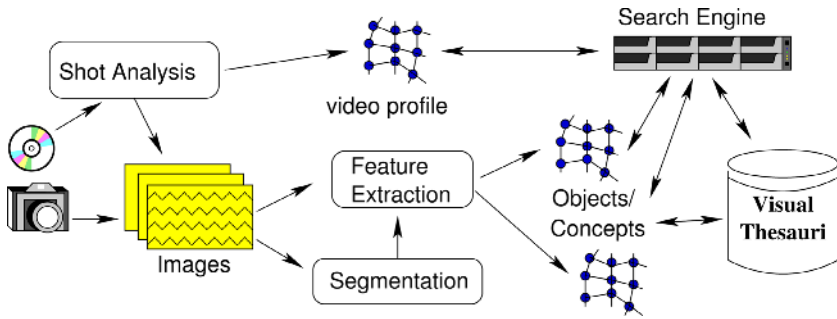 Search Engine
Shot Analysis
video profile
Feature
Extraction
Objects/
Concepts
Visual
Thesauri
Images
Segmentation